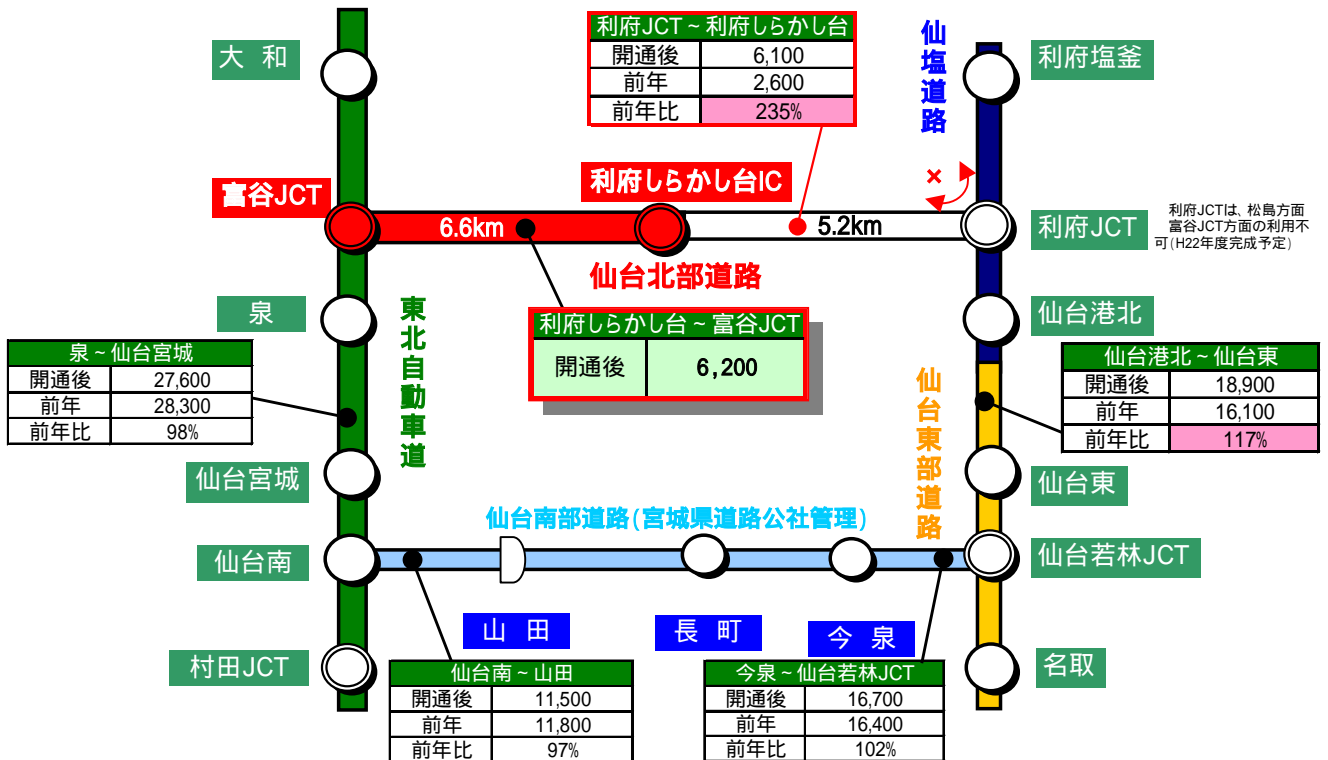 大 和
利府JCT ~ 利府しらかし台
開通後 6,100
前年 2,600
前年比 235%
仙塩道路
利府塩釜
富谷JCT
利府しらかし台IC
×
6.6km
5.2km
利府JCT
利府JCTは、松島方面
富谷JCT方面の利用不
可(H22年度完成予定)
仙台北部道路
泉
東北自動車道
利府しらかし台 ~ 富谷JCT
開通後 6,200
仙台港北
泉 ~ 仙台宮城
開通後 27,600
前年 28,300
前年比 98%
仙台港北 ~ 仙台東
開通後 18,900
前年 16,100
前年比 117%
仙台東部道路
仙台宮城
仙台東
仙台南部道路(宮城県道路公社管理)
仙台南
仙台若林JCT
山 田
長 町
今 泉
村田JCT
名取
仙台南 ~ 山田
開通後 11,500
前年 11,800
前年比 97%
今泉 ~ 仙台若林JCT
開通後 16,700
前年 16,400
前年比 102%